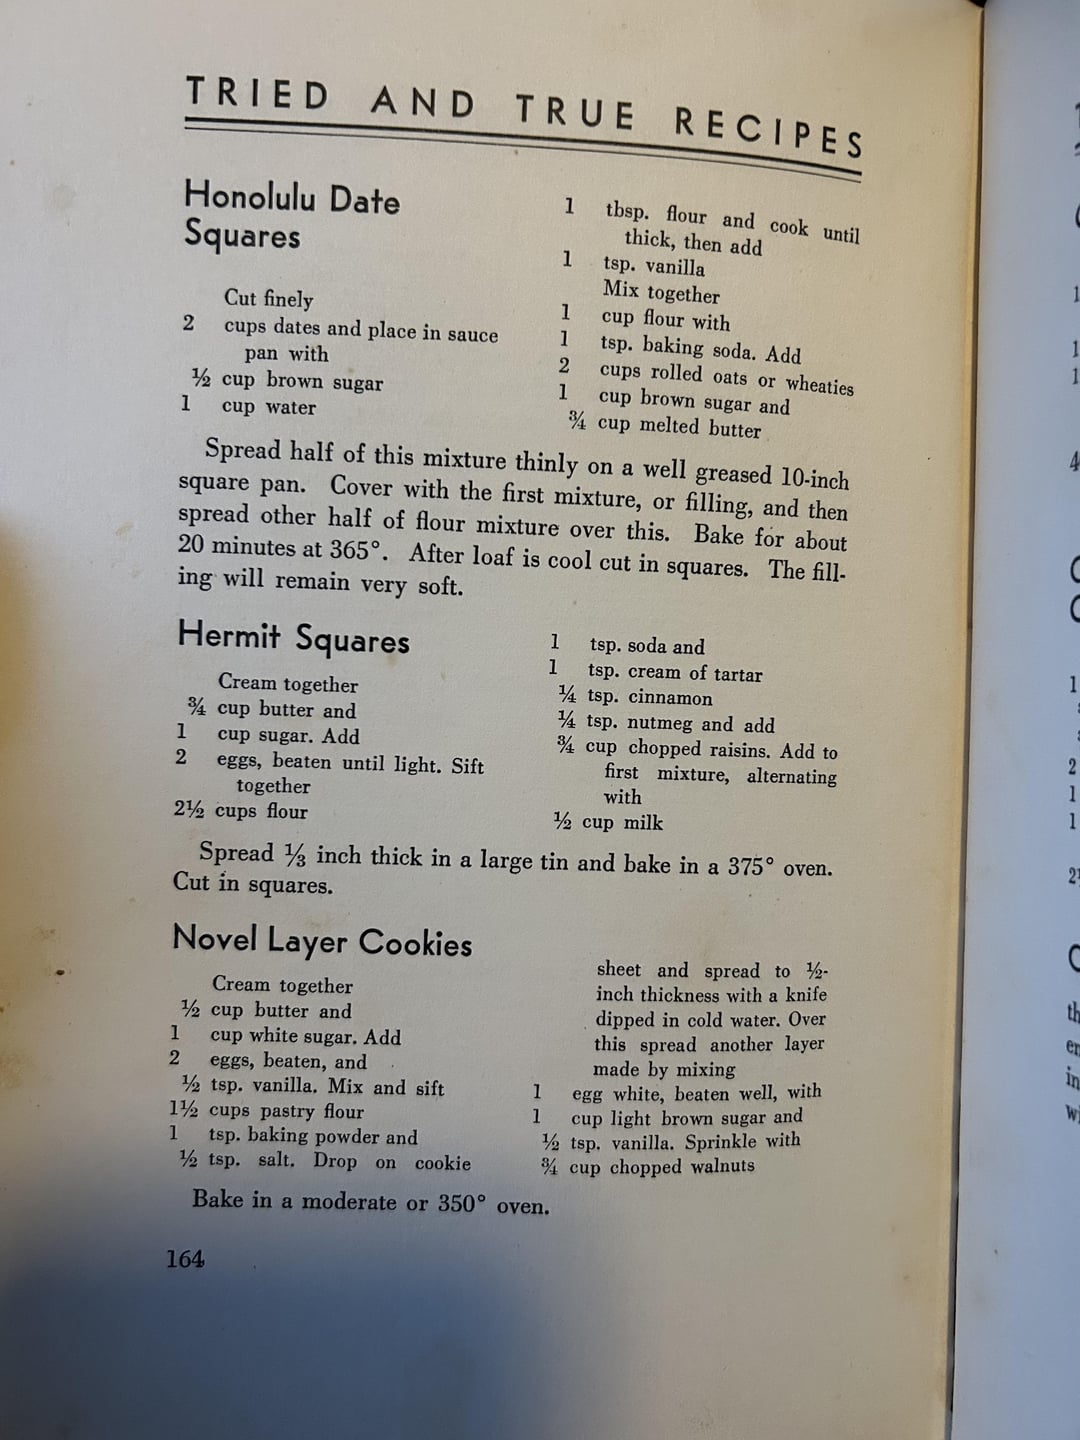 TRIED AND TRUE RECIPES
Honolulu Date
Squares
Cut finely
2 cups dates and place in sauce
pan with
½ cup brown sugar
1 cup water
1 tbsp. flour and cook until
thick, then add
1 tsp. vanilla
Mix together
1 cup flour with
1 tsp. baking soda. Add
2 cups rolled oats or wheaties
1 cup brown sugar and
¾ cup melted butter
Spread half of this mixture thinly on a well greased 10-inch
square pan. Cover with the first mixture, or filling, and then
spread other half of flour mixture over this. Bake for about
20 minutes at 365°. After loaf is cool cut in squares. The fill-
ing will remain very soft.
Hermit Squares
Cream together
¾ cup butter and
1 cup sugar. Add
2 eggs, beaten until light. Sift
together
2½ cups flour
1 tsp. soda and
1 tsp. cream of tartar
¼ tsp. cinnamon
¼ tsp. nutmeg and add
¾ cup chopped raisins. Add to
first mixture, alternating
with
½ cup milk
Spread ⅓ inch thick in a large tin and bake in a 375° oven.
Cut in squares.
Novel Layer Cookies
Cream together
½ cup butter and
1 cup white sugar. Add
2 eggs, beaten, and
½ tsp. vanilla. Mix and sift
1½ cups pastry flour
1 tsp. baking powder and
½ tsp. salt. Drop on cookie
sheet and spread to ½-
inch thickness with a knife
dipped in cold water. Over
this spread another layer
made by mixing
1 egg white, beaten well, with
1 cup light brown sugar and
½ tsp. vanilla. Sprinkle with
¾ cup chopped walnuts
Bake in a moderate or 350° oven.
164